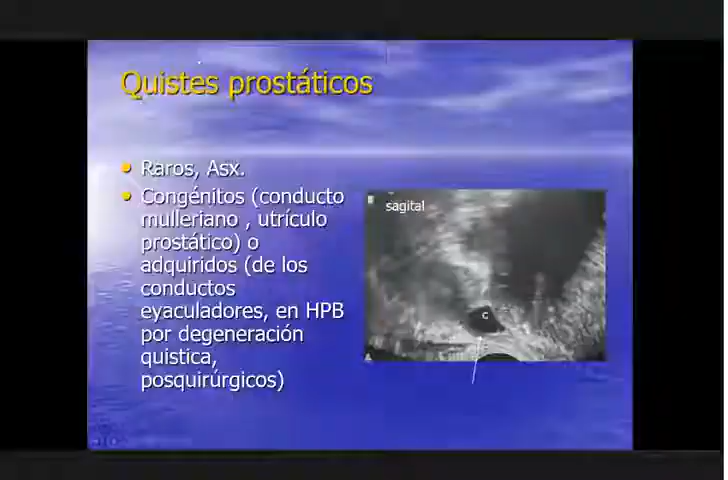 Quistes prostáticos
Raros, Asx.
Congénitos (conducto
mulleriano , utrículo
prostático) o
adquiridos (de los
conductos
eyaculadores, en HPB
por degeneración
quistica,
posquirúrgicos)
sagital
C